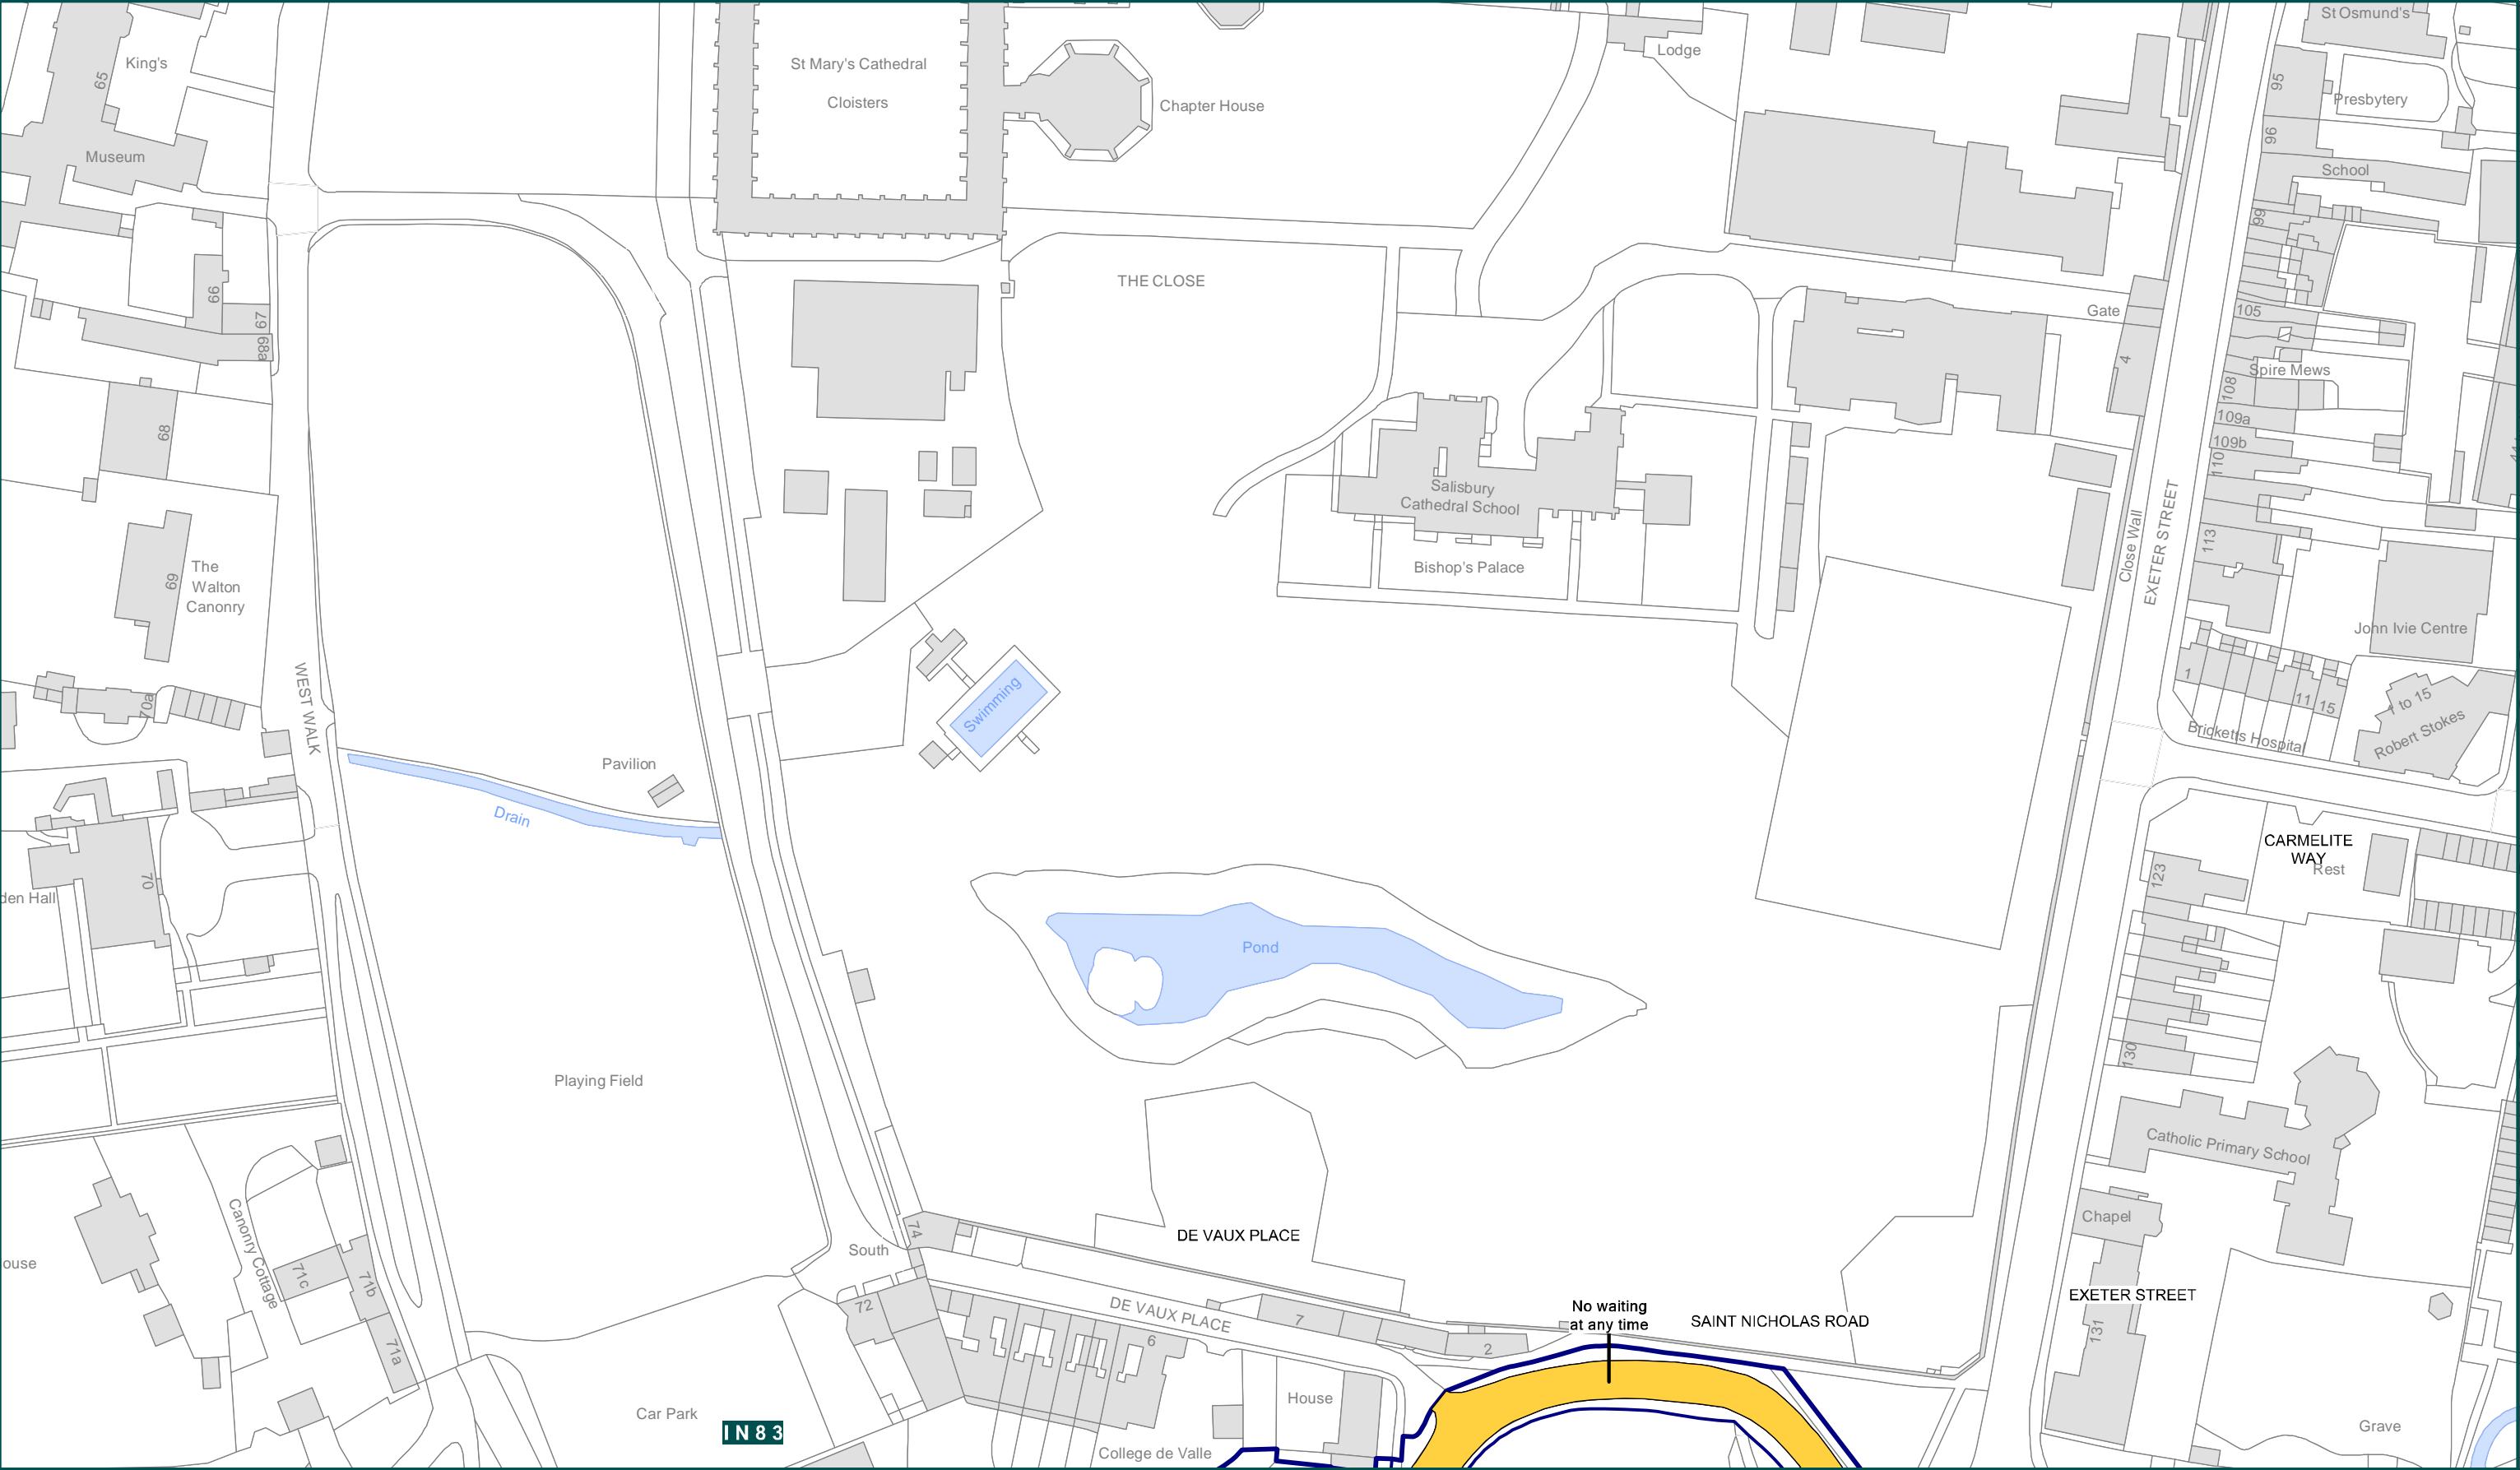 King's
65
Museum
St Mary's Cathedral
Cloisters
Chapter House
Lodge
St Osmund's
95
Presbytery
96
School
99
66
67
68a
THE CLOSE
Gate
4
105
Spire Mews
108
109a
109b
110
68
Salisbury
Cathedral School
Bishop's Palace
Close Wall
EXETER STREET
113
John Ivie Centre
69
The
Walton
Canonry
70a
WEST WALK
Swimming
1
11
15
1 to 15
Robert Stokes
Bricketts Hospital
Pavilion
Drain
70
den Hall
CARMELITE
WAY
Rest
123
Pond
130
Playing Field
Catholic Primary School
Chapel
Canonry Cottage
71c
71b
71a
ouse
South
74
72
DE VAUX PLACE
DE VAUX PLACE
7
6
2
No waiting
at any time
SAINT NICHOLAS ROAD
EXETER STREET
131
House
Car Park
IN83
College de Valle
Grave